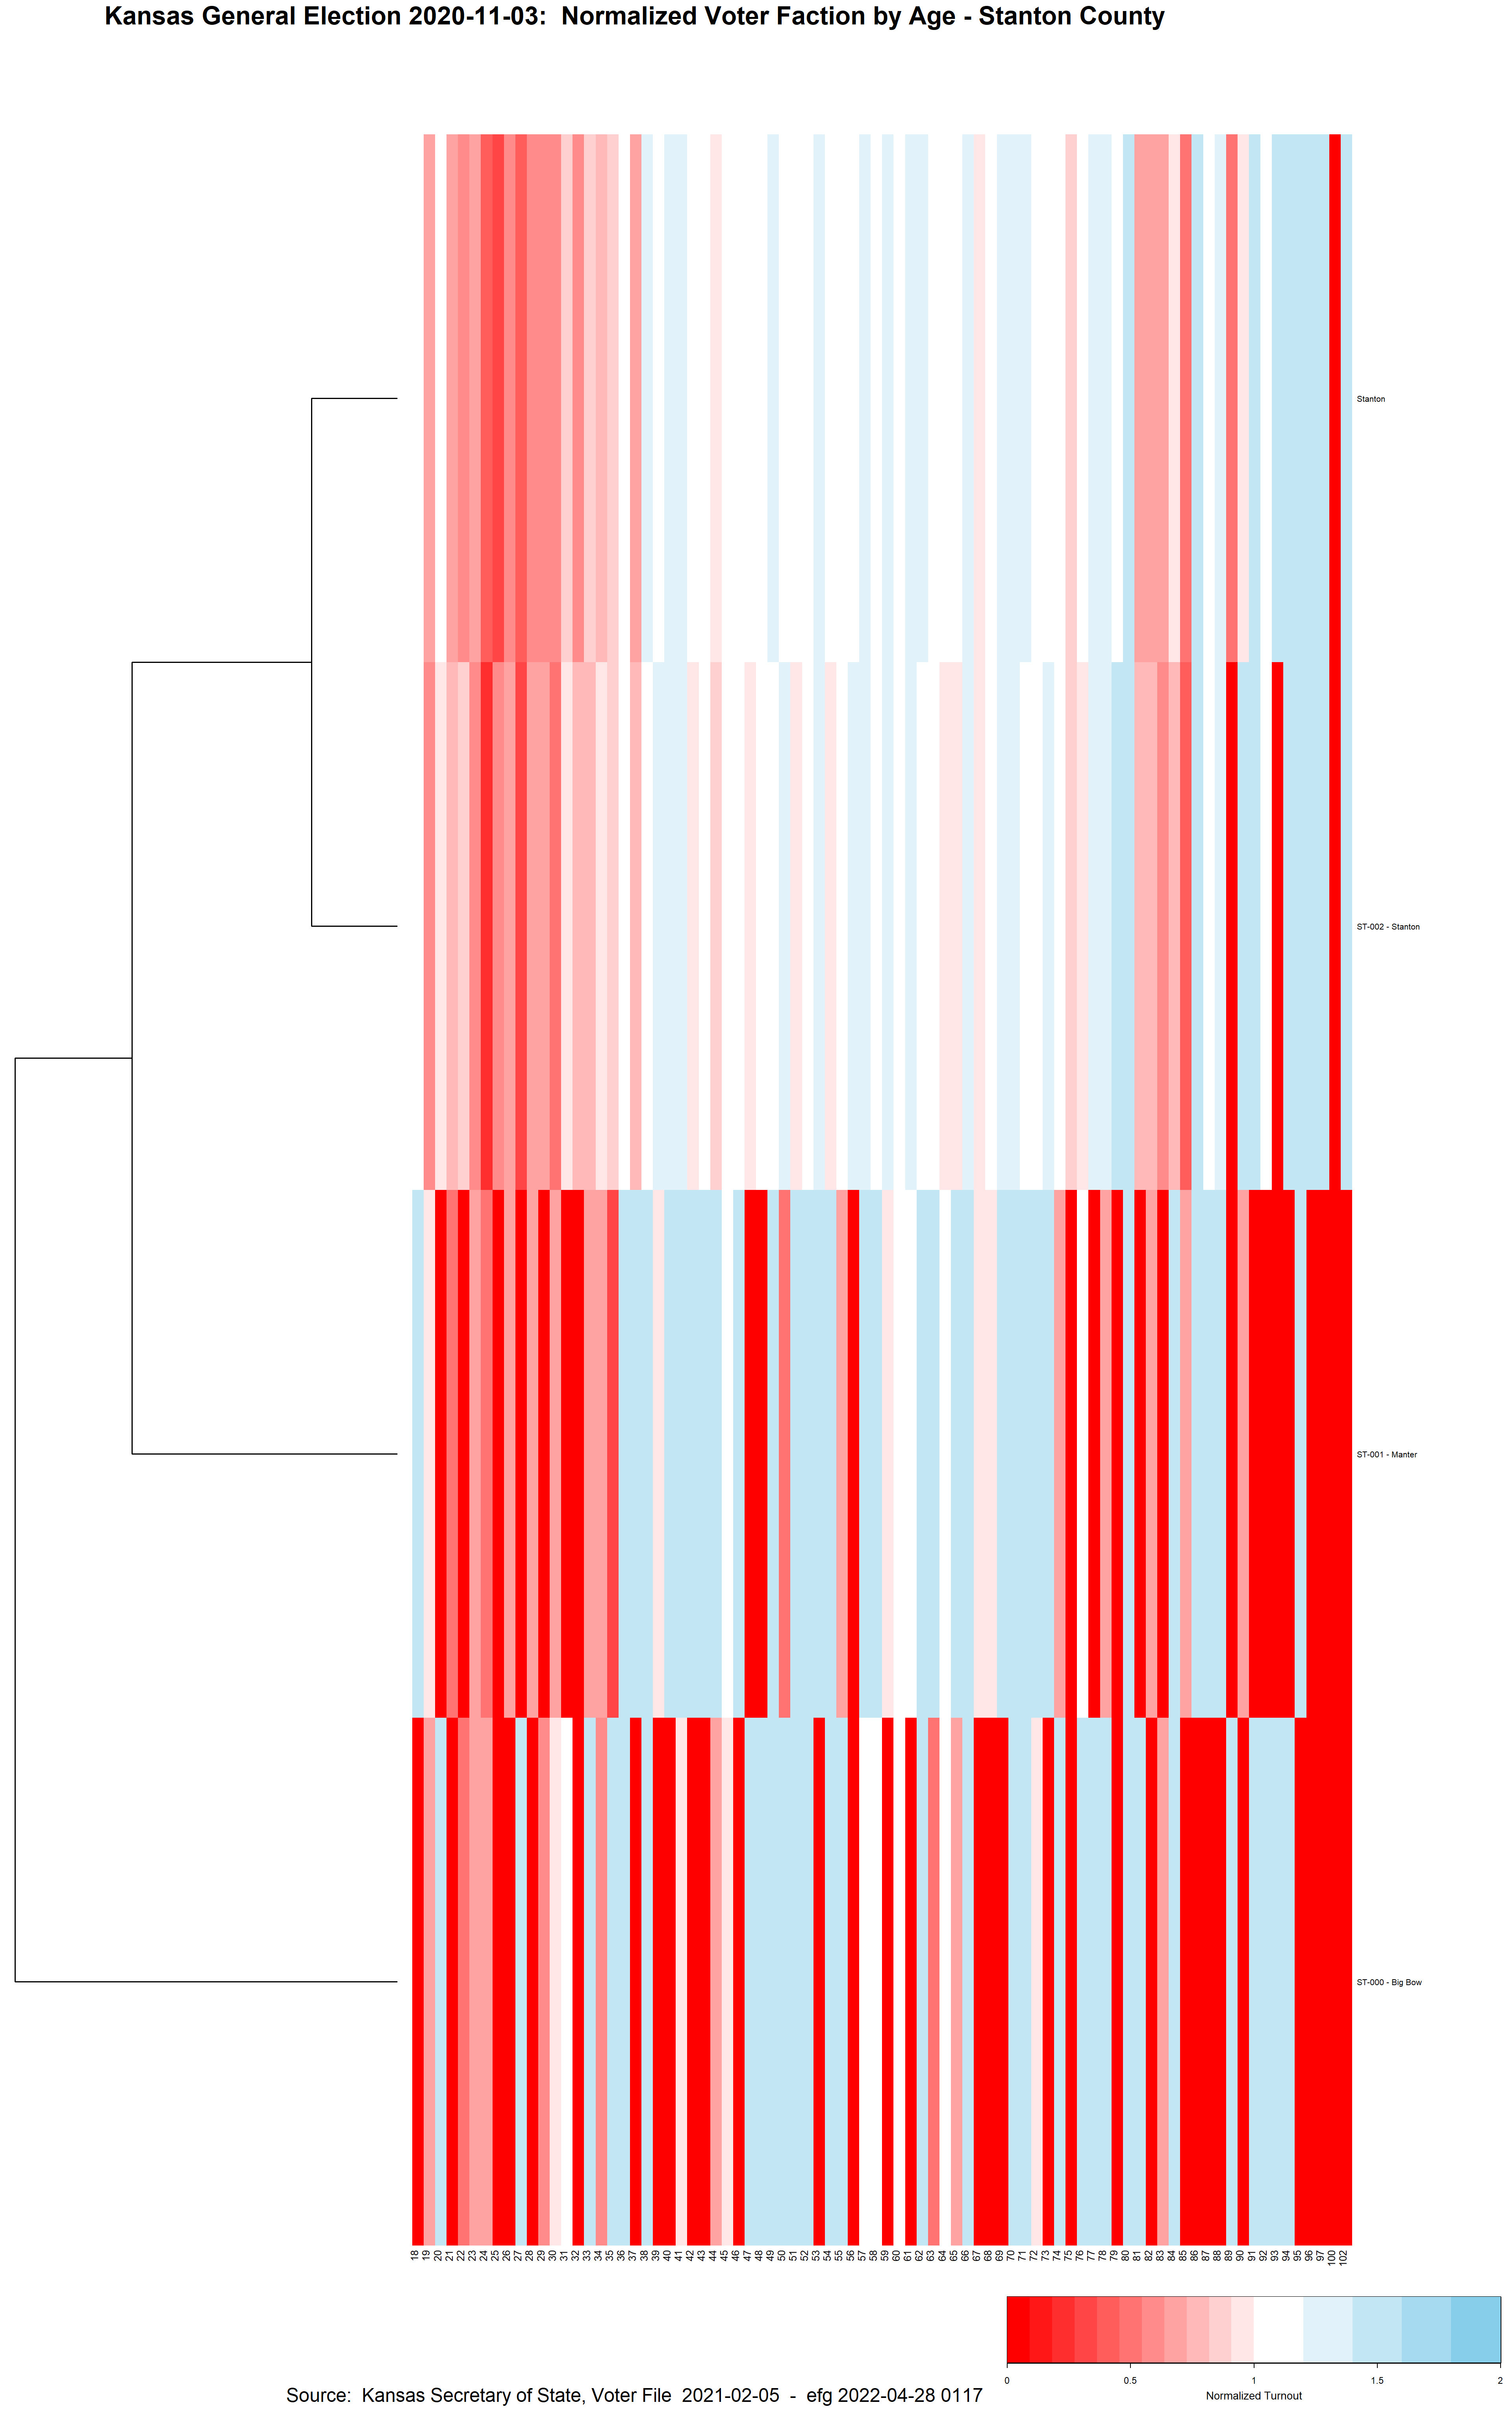 Kansas General Election 2020-11-03:  Normalized Voter Faction by Age - Stanton County
Stanton
ST-002 - Stanton
ST-001 - Manter
ST-000 - Big Bow
18 19 20 21 22 23 24 25 26 27 28 29 30 31 32 33 34 35 36 37 38 39 40 41 42 43 44 45 46 47 48 49 50 51 52 53 54 55 56 57 58 59 60 61 62 63 64 65 66 67 68 69 70 71 72 73 74 75 76 77 78 79 80 81 82 83 84 85 86 87 88 89 90 91 92 93 94 95 96 97 100 102
0 0.5 1 1.5 2
Normalized Turnout
Source:  Kansas Secretary of State, Voter File  2021-02-05  -  efg 2022-04-28 0117